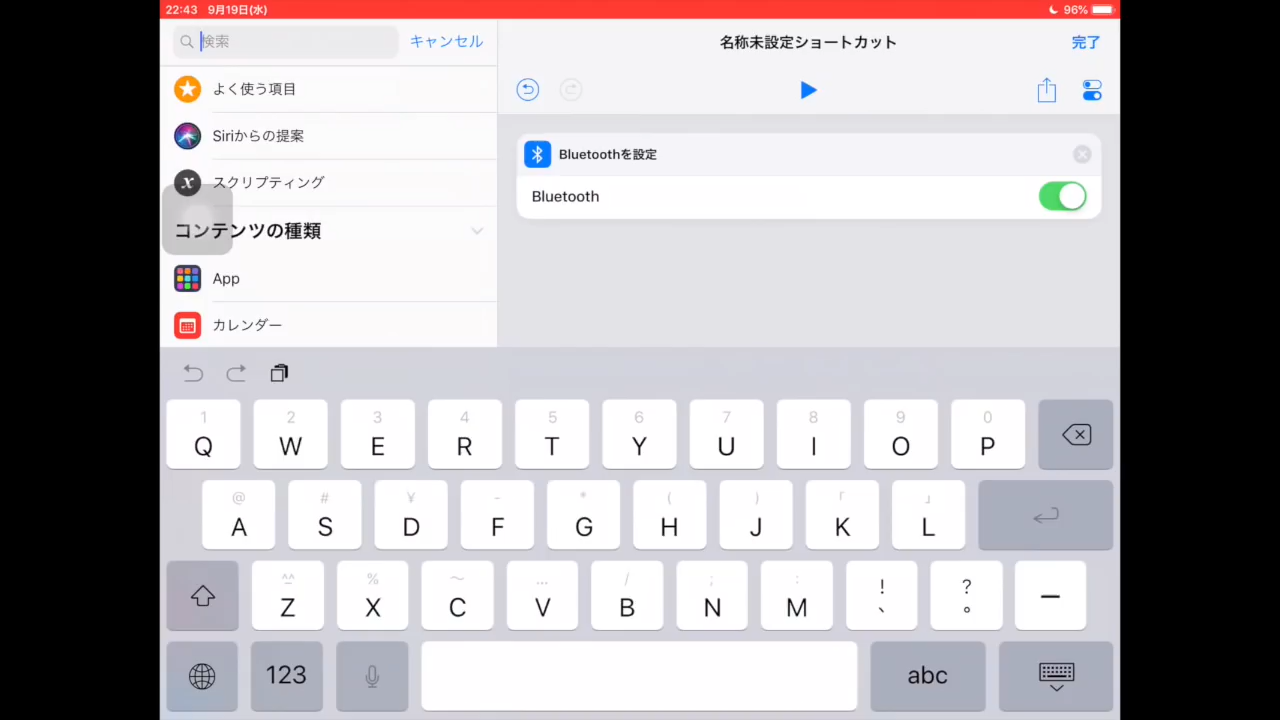 22:43 9月19日(水)
96%
検索
キャンセル
名称未設定ショートカット
完了
よく使う項目
Siriからの提案
スクリプティング
コンテンツの種類
App
カレンダー
Bluetoothを設定
Bluetooth
1 2 3 4 5 6 7 8 9 0
Q W E R T Y U I O P
@ # ¥ - * ( ) 「 」
A S D F G H J K L
^^ % 〜 … / ; : ! ?
Z X C V B N M 、 。 ー
123
abc